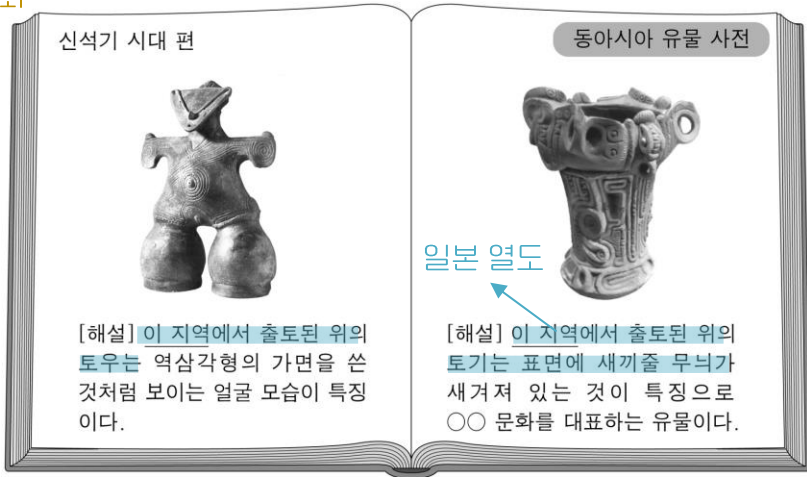 신석기 시대 편
[해설] 이 지역에서 출토된 위의
토우는 역삼각형의 가면을 쓴
것처럼 보이는 얼굴 모습이 특징
이다.
동아시아 유물 사전
일본 열도
[해설] 이 지역에서 출토된 위의
토기는 표면에 새끼줄 무늬가
새겨져 있는 것이 특징으로
○○ 문화를 대표하는 유물이다.